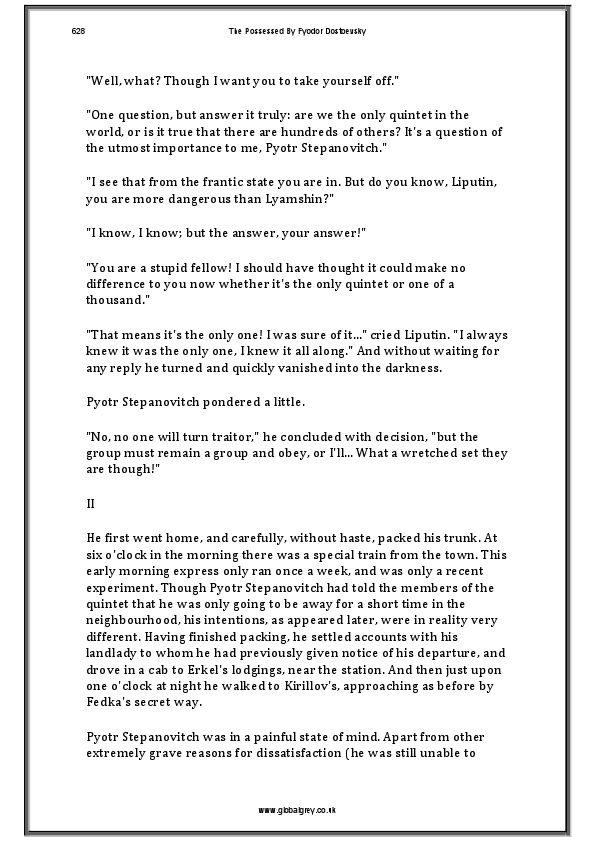 628
The Possessed By Fyodor Dostoevsky
"Well, what? Though I want you to take yourself off."
"One question, but answer it truly: are we the only quintet in the
world, or is it true that there are hundreds of others? It's a question of
the utmost importance to me, Pyotr Stepanovitch."
"I see that from the frantic state you are in. But do you know, Liputin,
you are more dangerous than Lyamshin?"
"I know, I know; but the answer, your answer!"
"You are a stupid fellow! I should have thought it could make no
difference to you now whether it's the only quintet or one of a
thousand."
"That means it's the only one! I was sure of it..." cried Liputin. "I always
knew it was the only one, I knew it all along." And without waiting for
any reply he turned and quickly vanished into the darkness.
Pyotr Stepanovitch pondered a little.
"No, no one will turn traitor," he concluded with decision, "but the
group must remain a group and obey, or I'll... What a wretched set they
are though!"
II
He first went home, and carefully, without haste, packed his trunk. At
six o'clock in the morning there was a special train from the town. This
early morning express only ran once a week, and was only a recent
experiment. Though Pyotr Stepanovitch had told the members of the
quintet that he was only going to be away for a short time in the
neighbourhood, his intentions, as appeared later, were in reality very
different. Having finished packing, he settled accounts with his
landlady to whom he had previously given notice of his departure, and
drove in a cab to Erkel's lodgings, near the station. And then just upon
one o'clock at night he walked to Kirillov's, approaching as before by
Fedka's secret way.
Pyotr Stepanovitch was in a painful state of mind. Apart from other
extremely grave reasons for dissatisfaction (he was still unable to
www.globalgrey.co.uk